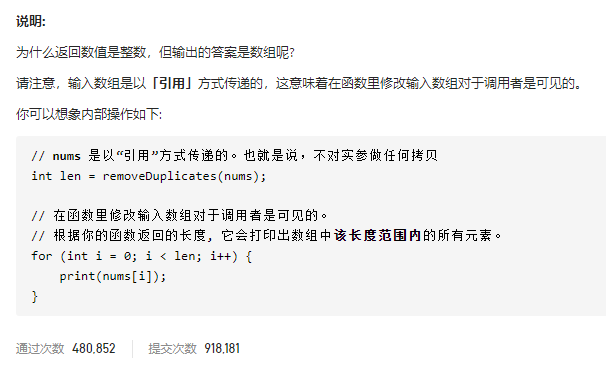 说明:
为什么返回数值是整数，但输出的答案是数组呢?
请注意，输入数组是以「引用」方式传递的，这意味着在函数里修改输入数组对于调用者是可见的。
你可以想象内部操作如下:
// nums 是以“引用”方式传递的。也就是说，不对实参做任何拷贝
int len = removeDuplicates(nums);
// 在函数里修改输入数组对于调用者是可见的。
// 根据你的函数返回的长度, 它会打印出数组中该长度范围内的所有元素。
for (int i = 0; i < len; i++) {
    print(nums[i]);
}
通过次数 480,852 提交次数 918,181